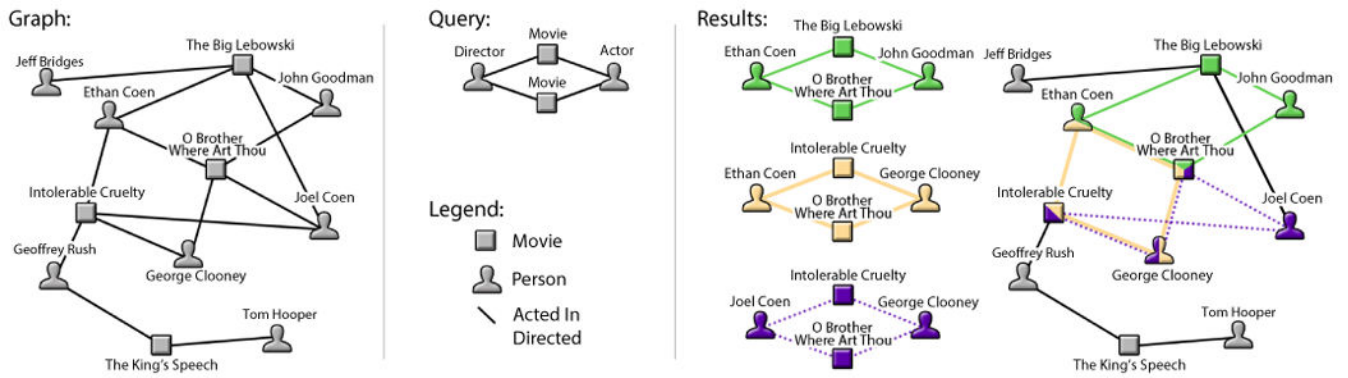 Graph:
The Big Lebowski
Jeff Bridges
John Goodman
Ethan Coen
O Brother
Where Art Thou
Intolerable Cruelty
Joel Coen
Geoffrey Rush
George Clooney
Tom Hooper
The King's Speech
Query:
Movie
Director
Actor
Movie
Legend:
Movie
Person
Acted In
Directed
Results:
The Big Lebowski
Ethan Coen
John Goodman
O Brother
Where Art Thou
Intolerable Cruelty
Ethan Coen
George Clooney
O Brother
Where Art Thou
Intolerable Cruelty
Joel Coen
George Clooney
O Brother
Where Art Thou
The Big Lebowski
Jeff Bridges
John Goodman
Ethan Coen
O Brother
Where Art Thou
Intolerable Cruelty
Joel Coen
Geoffrey Rush
George Clooney
Tom Hooper
The King's Speech